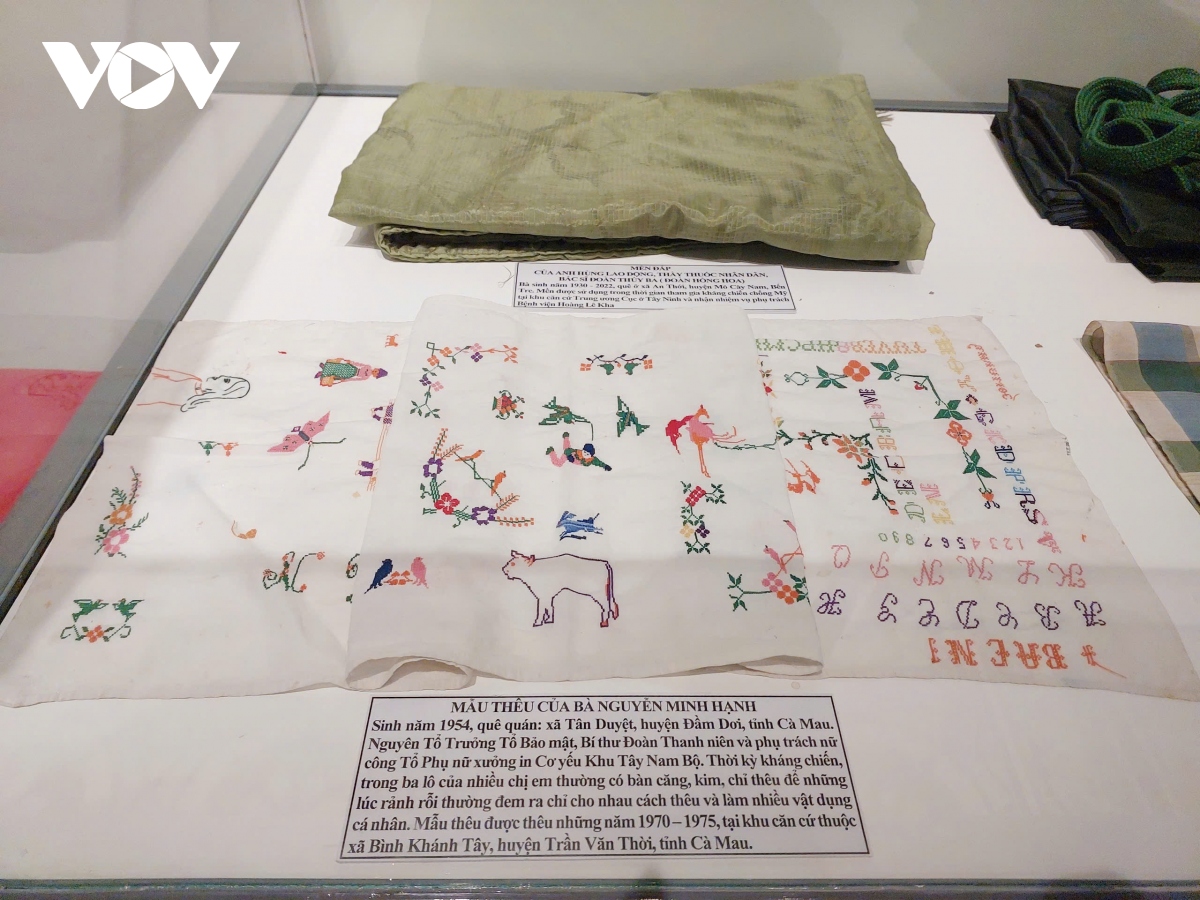 VOV
MỀN ĐẮP
CỦA ANH HÙNG LAO ĐỘNG, THẦY THUỐC NHÂN DÂN,
BÁC SĨ ĐOÀN THÚY BA ( ĐOÀN HỒNG HOA)
Bà sinh năm 1930 - 2022, quê ở xã An Thới, huyện Mỏ Cày Nam, Bến
Tre. Mền được sử dụng trong thời gian tham gia kháng chiến chống Mỹ
tại khu căn cứ Trung ương Cục ở Tây Ninh và nhận nhiệm vụ phụ trách
Bệnh viện Hoàng Lê Kha
1234567890
MẪU THÊU CỦA BÀ NGUYỄN MINH HẠNH
Sinh năm 1954, quê quán: xã Tân Duyệt, huyện Đầm Dơi, tỉnh Cà Mau.
Nguyên Tổ Trưởng Tổ Bảo mật, Bí thư Đoàn Thanh niên và phụ trách nữ
công Tổ Phụ nữ xưởng in Cơ yếu Khu Tây Nam Bộ. Thời kỳ kháng chiến,
trong ba lô của nhiều chị em thường có bàn căng, kim, chỉ thêu để những
lúc rảnh rỗi thường đem ra chỉ cho nhau cách thêu và làm nhiều vật dụng
cá nhân. Mẫu thêu được thêu những năm 1970 – 1975, tại khu căn cứ thuộc
xã Bình Khánh Tây, huyện Trần Văn Thời, tỉnh Cà Mau.